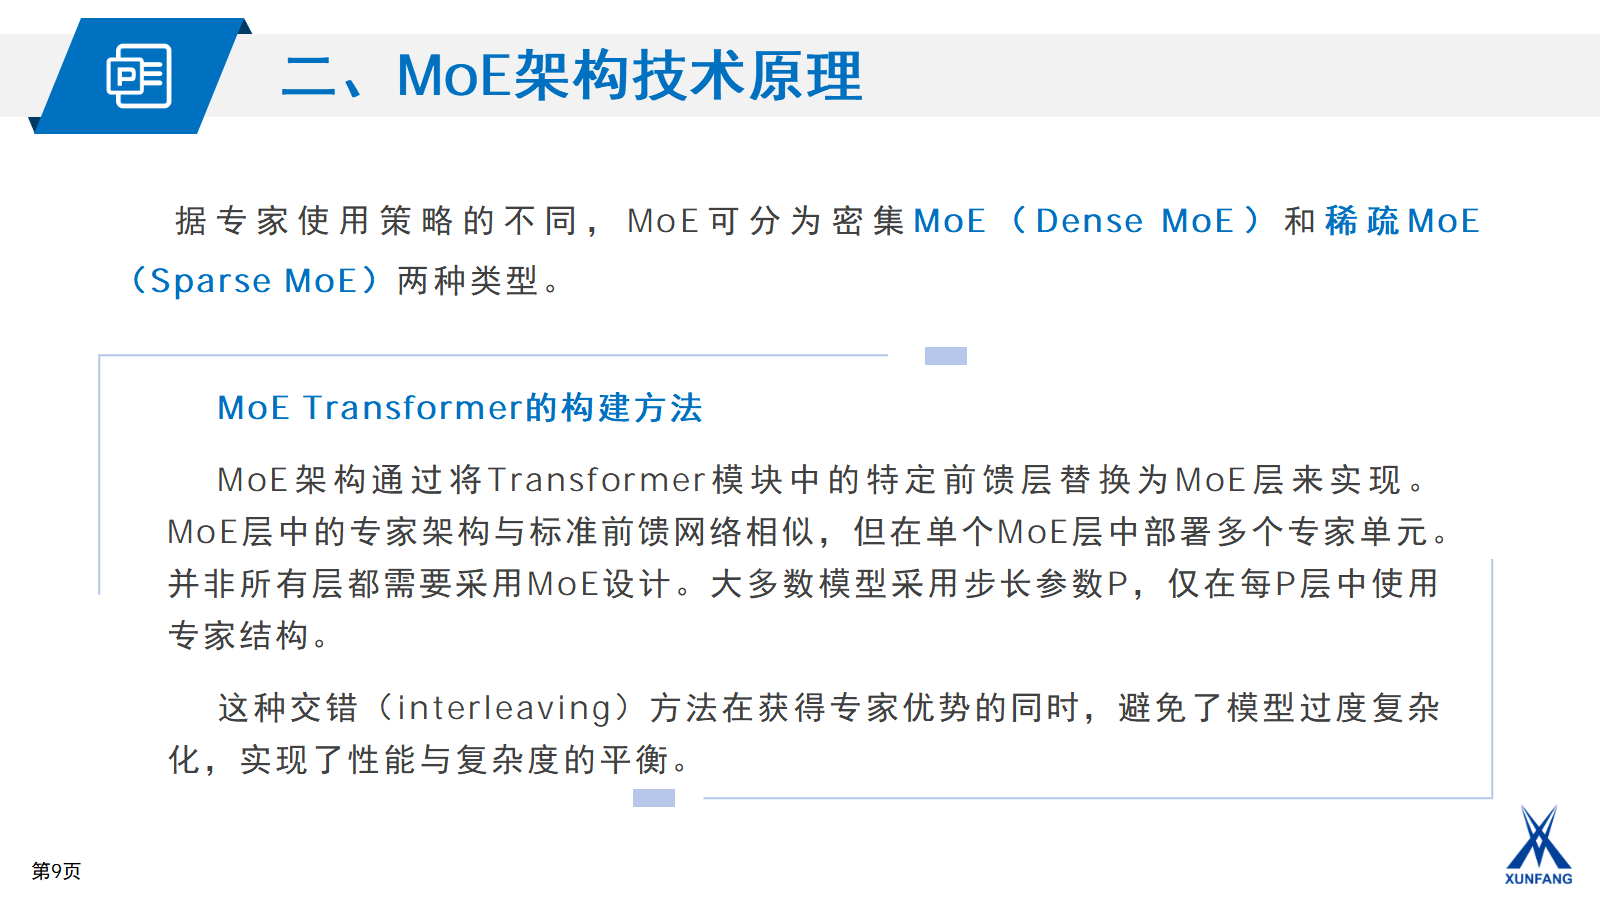 二、MoE架构技术原理
据专家使用策略的不同，MoE可分为密集MoE（Dense MoE）和稀疏MoE
（Sparse MoE）两种类型。
MoE Transformer的构建方法
MoE架构通过将Transformer模块中的特定前馈层替换为MoE层来实现。
MoE层中的专家架构与标准前馈网络相似，但在单个MoE层中部署多个专家单元。
并非所有层都需要采用MoE设计。大多数模型采用步长参数P，仅在每P层中使用
专家结构。
这种交错（interleaving）方法在获得专家优势的同时，避免了模型过度复杂
化，实现了性能与复杂度的平衡。
第9页
XUNFANG